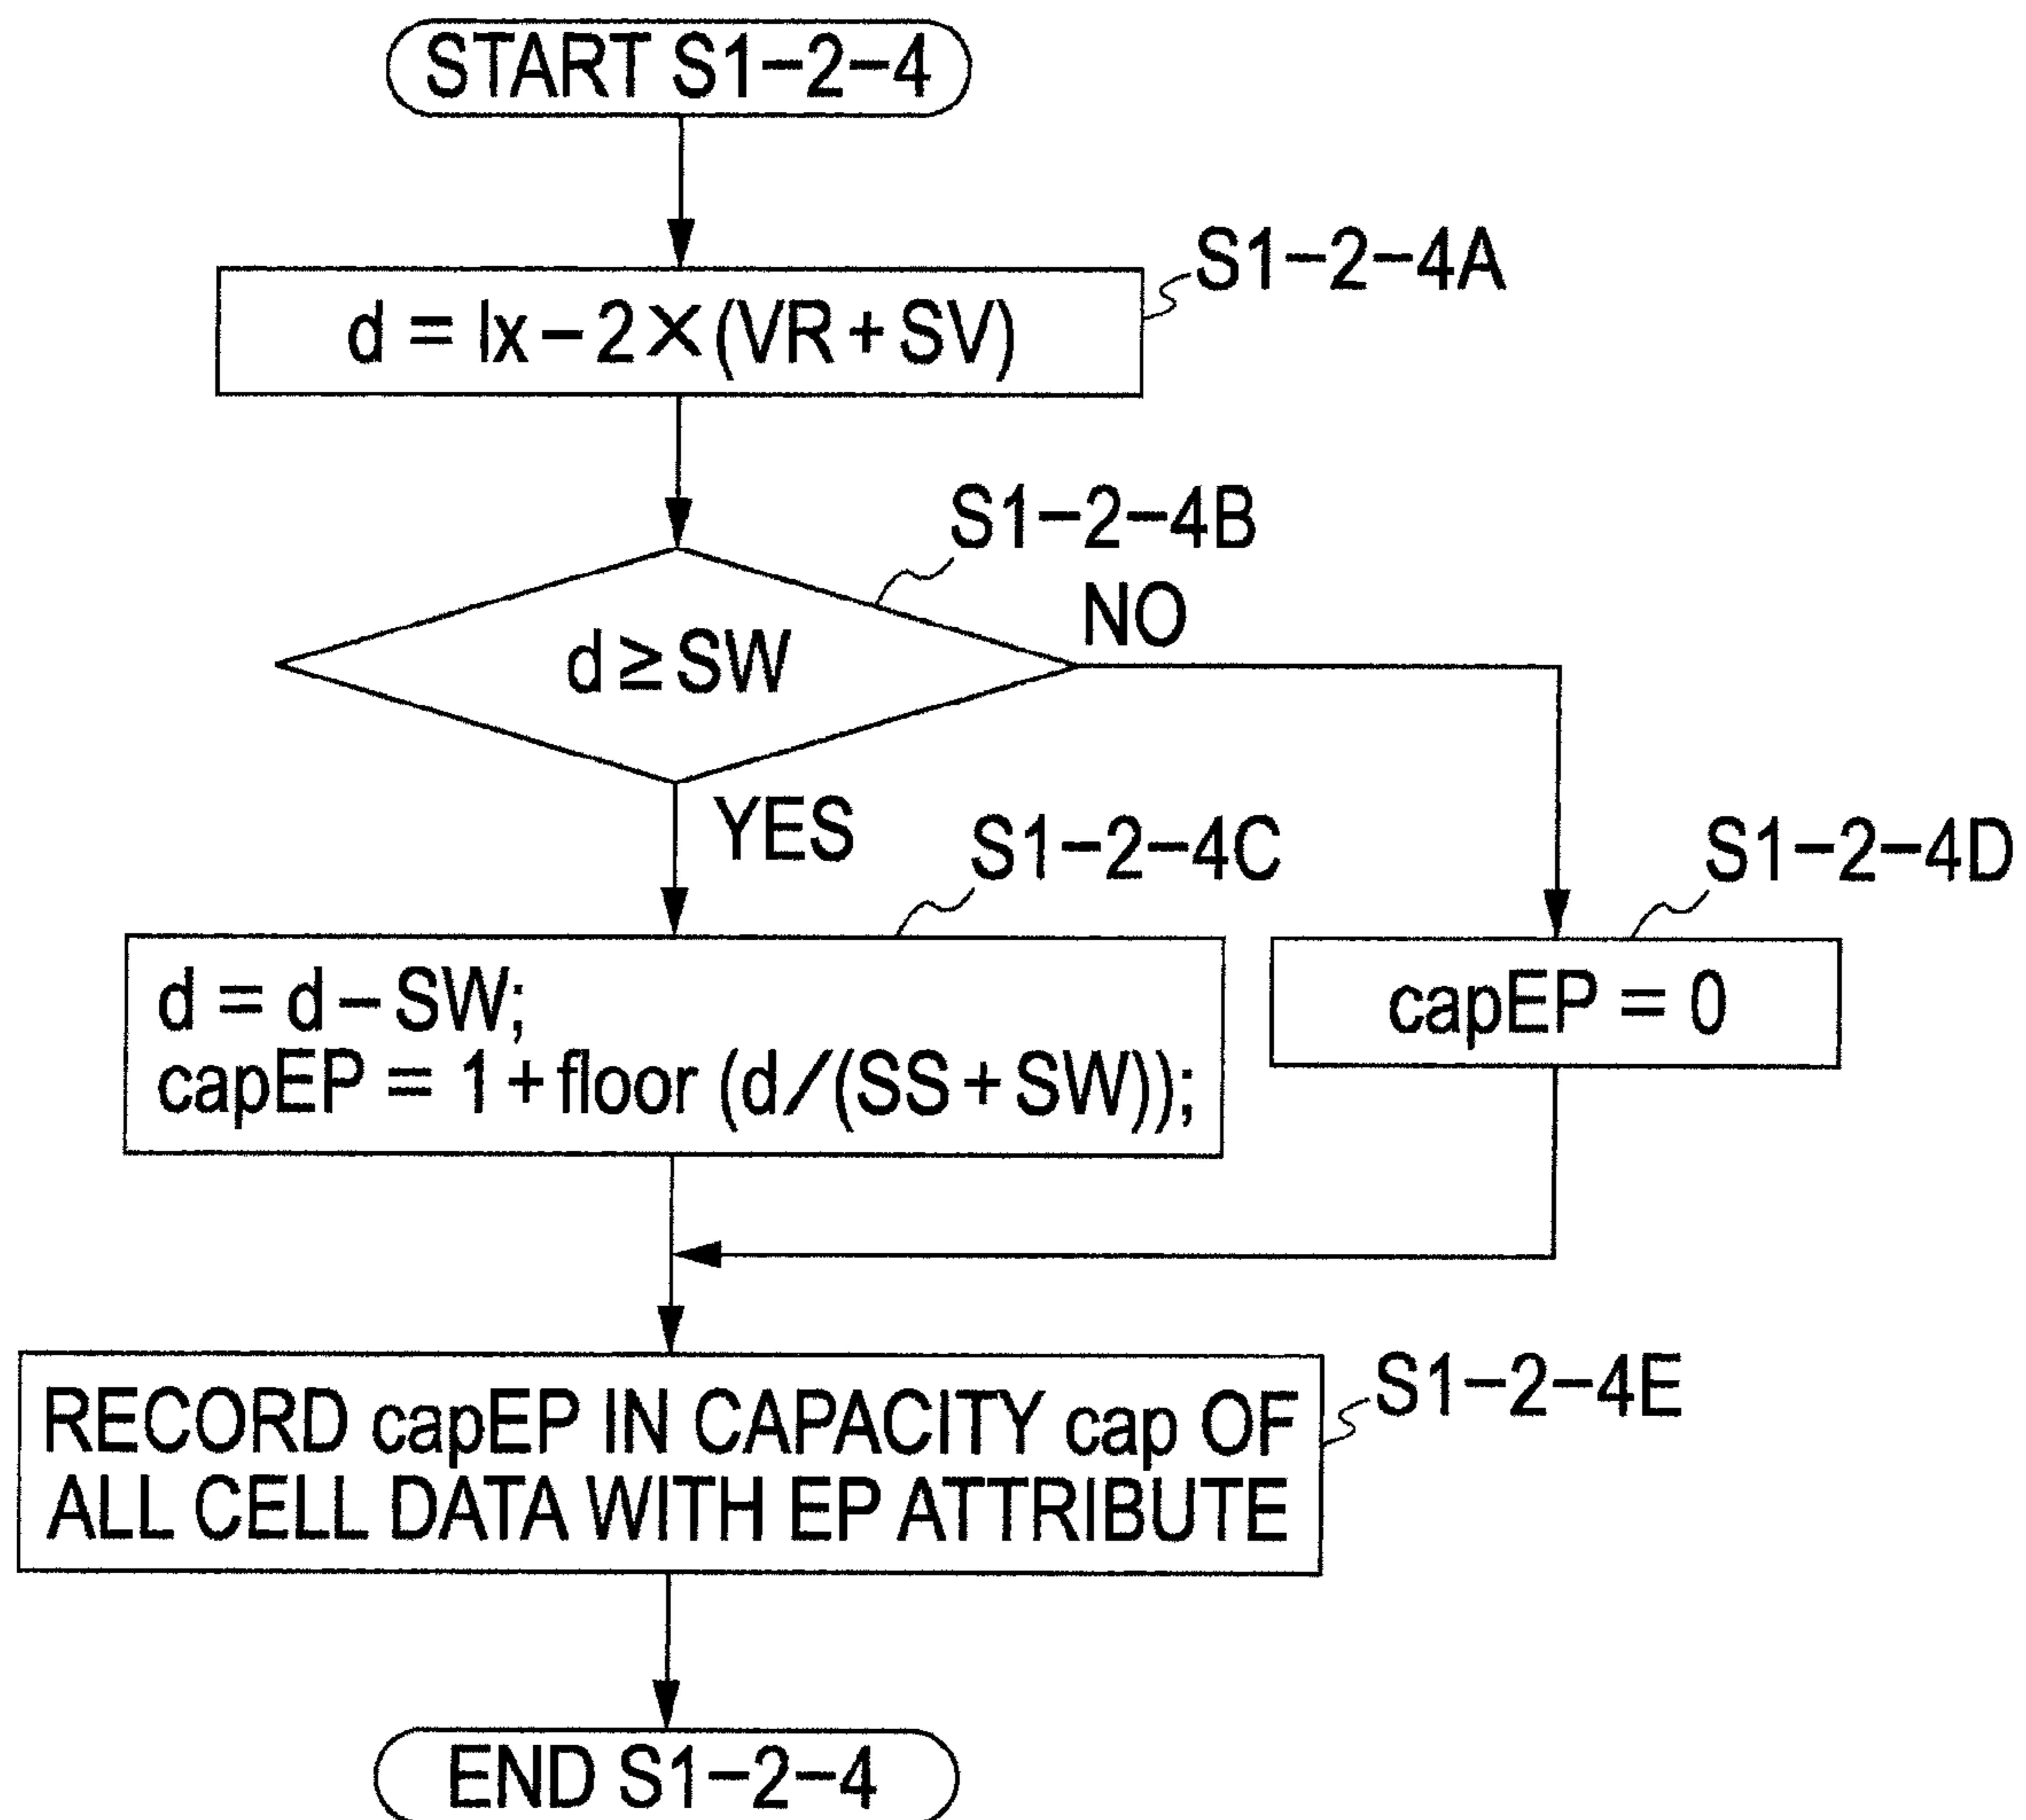 START S1-2-4
S1-2-4A
d = lx-2×(VR+SV)
S1-2-4B
NO
d≥SW
YES
S1-2-4C
S1-2-4D
d = d-SW;
capEP = 1+floor (d/(SS+SW));
capEP = 0
S1-2-4E
RECORD capEP IN CAPACITY cap OF
ALL CELL DATA WITH EP ATTRIBUTE
END S1-2-4